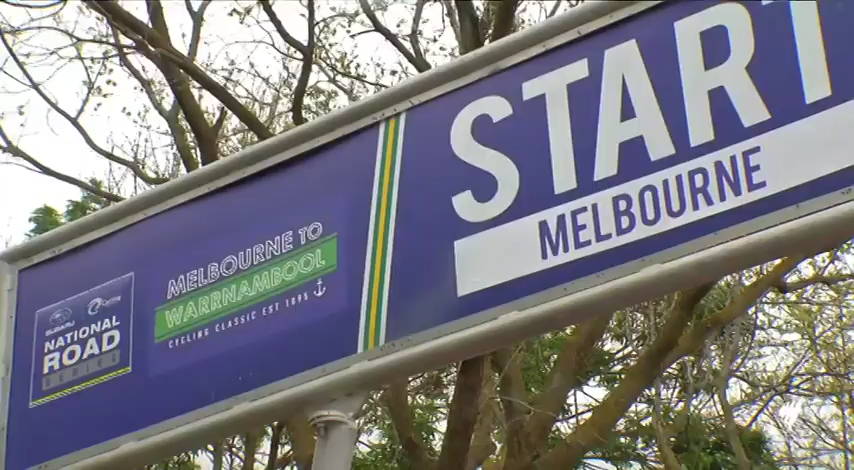 START
MELBOURNE
MELBOURNE TO
WARRNAMBOOL
CYCLING CLASSIC EST 1895
SUBARU
NATIONAL
ROAD
SERIES